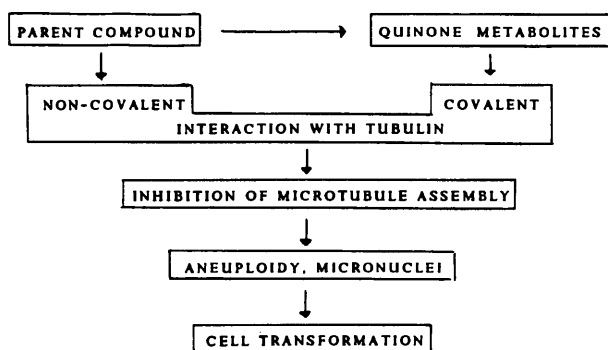 PARENT COMPOUND
QUINONE METABOLITES
NON-COVALENT
COVALENT
INTERACTION WITH TUBULIN
INHIBITION OF MICROTUBULE ASSEMBLY
ANEUPLOIDY, MICRONUCLEI
CELL TRANSFORMATION